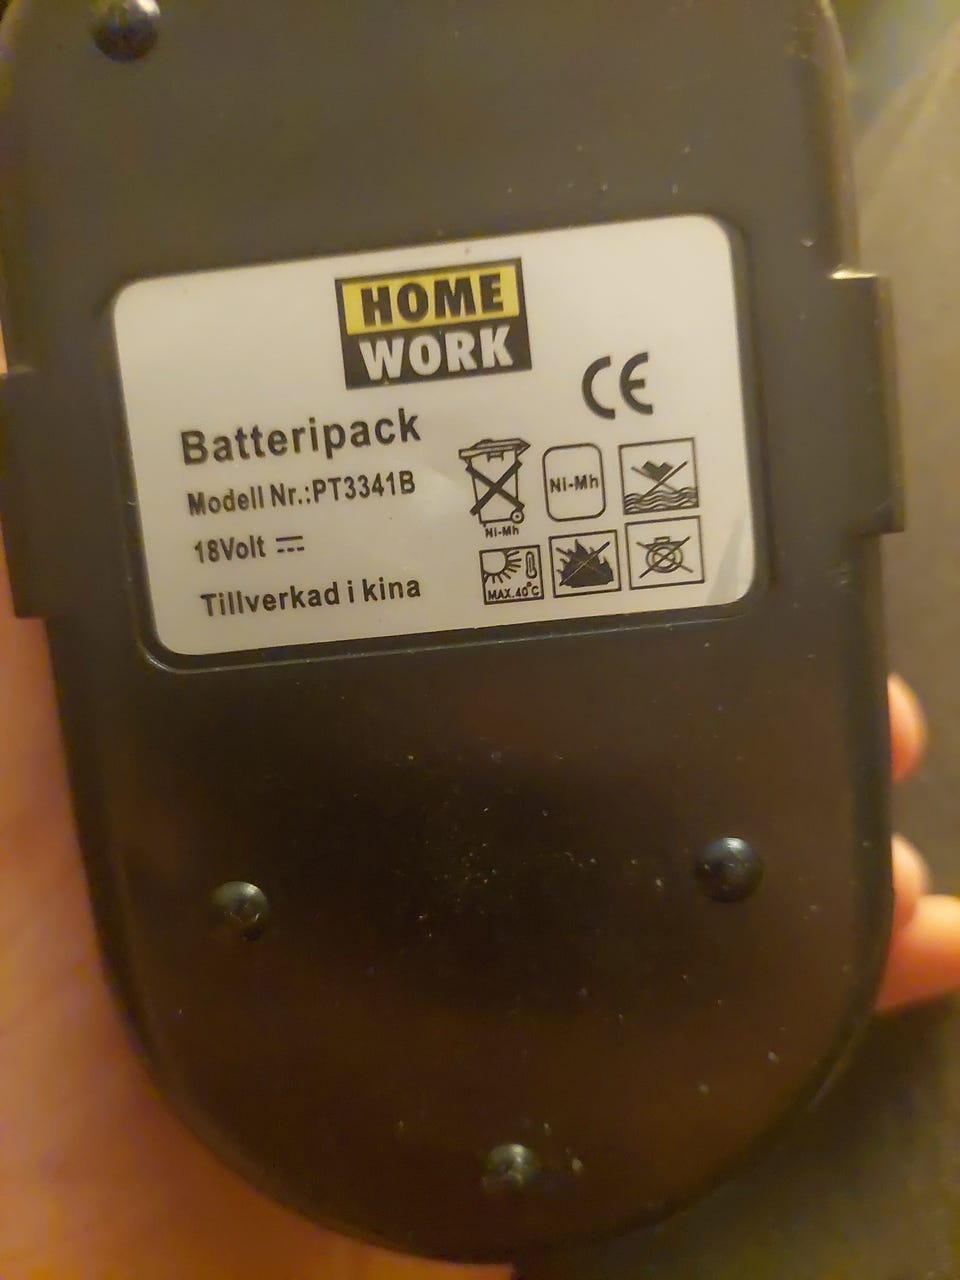 HOME
WORK
CE
Batteripack
Modell Nr.:PT3341B
18Volt
Tillverkad i kina
Ni-Mh
Ni-Mh
MAX.40°C